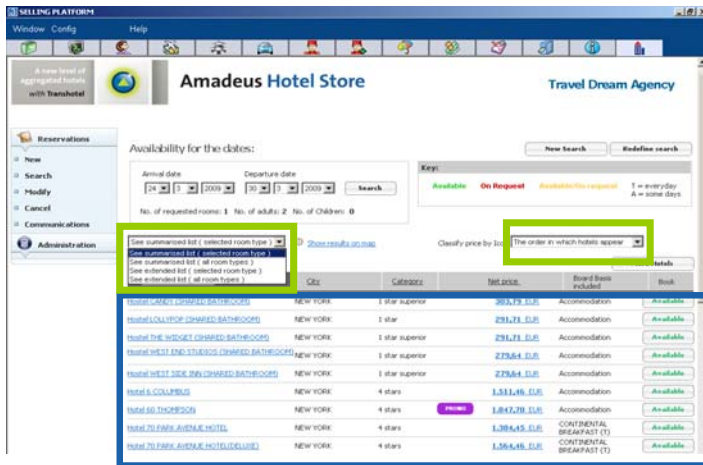 SELLING PLATFORM
Window Config Help
A new level of
aggregated hotels
with Transhotel
Amadeus Hotel Store
Travel Dream Agency
Reservations
New
Search
Modify
Cancel
Communications
Administration
Availability for the dates:
New Search
Redefine search
Arrival date
Departure date
24 3 2009
30 3 2009
Search
No. of requested rooms: 1 No. of adults: 2 No. of Children: 0
Key:
Available
On Request
Available/On request
T = everyday
A = some days
See summarised list ( selected room type )
See summarised list ( selected room type )
See summarised list ( all room types )
See extended list ( selected room type )
See extended list ( all room types )
Show results on map
Classify price by
The order in which hotels appear
Hotels
City Category Net price Board Basis included Book
Hostel CANDY (SHARED BATHROOM) NEW YORK 1 star superior 303,79 EUR Accommodation Available
Hostel LOLLYPOP (SHARED BATHROOM) NEW YORK 1 star 291,71 EUR Accommodation Available
Hostel THE WIDGET (SHARED BATHROOM) NEW YORK 1 star superior 291,71 EUR Accommodation Available
Hostel WEST END STUDIOS (SHARED BATHROOM) NEW YORK 1 star superior 279,64 EUR Accommodation Available
Hostel WEST SIDE INN (SHARED BATHROOM) NEW YORK 1 star superior 279,64 EUR Accommodation Available
Hotel 6 COLUMBUS NEW YORK 4 stars 1.511,46 EUR Accommodation Available
Hotel 60 THOMPSON NEW YORK 4 stars PROMO 1.847,70 EUR Accommodation Available
Hotel 70 PARK AVENUE HOTEL NEW YORK 4 stars 1.384,45 EUR CONTINENTAL BREAKFAST (T) Available
Hotel 70 PARK AVENUE HOTEL(DELUXE) NEW YORK 4 stars 1.564,46 EUR CONTINENTAL BREAKFAST (T) Available